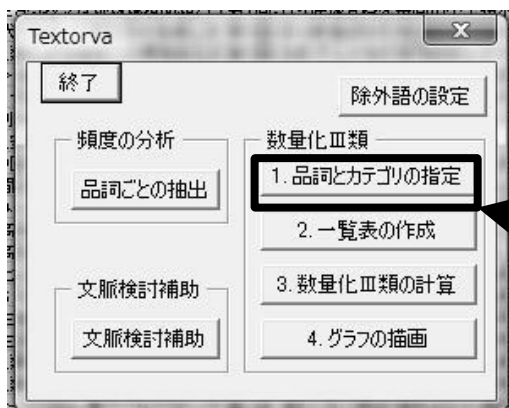 Textorva
終了
除外語の設定
頻度の分析
品詞ごとの抽出
数量化Ⅲ類
1.品詞とカテゴリの指定
2.一覧表の作成
3.数量化Ⅲ類の計算
4.グラフの描画
文脈検討補助
文脈検討補助